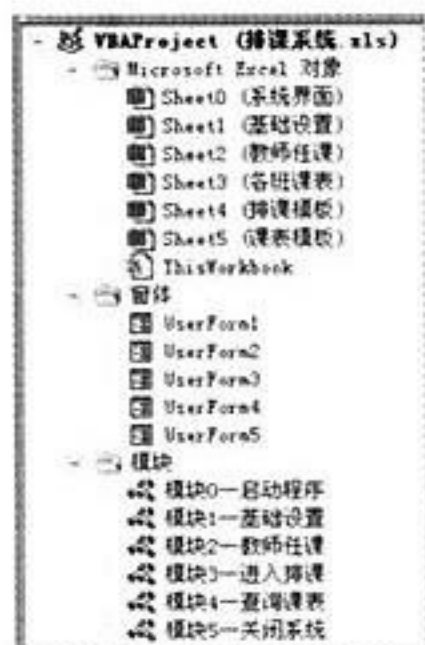 VBAProject (排课系统.xls)
Microsoft Excel 对象
Sheet0 (系统界面)
Sheet1 (基础设置)
Sheet2 (教师任课)
Sheet3 (各班课表)
Sheet4 (排课模板)
Sheet5 (课表模板)
ThisWorkbook
窗体
UserForm1
UserForm2
UserForm3
UserForm4
UserForm5
模块
模块0—启动程序
模块1—基础设置
模块2—教师任课
模块3—进入排课
模块4—查询课表
模块5—关闭系统